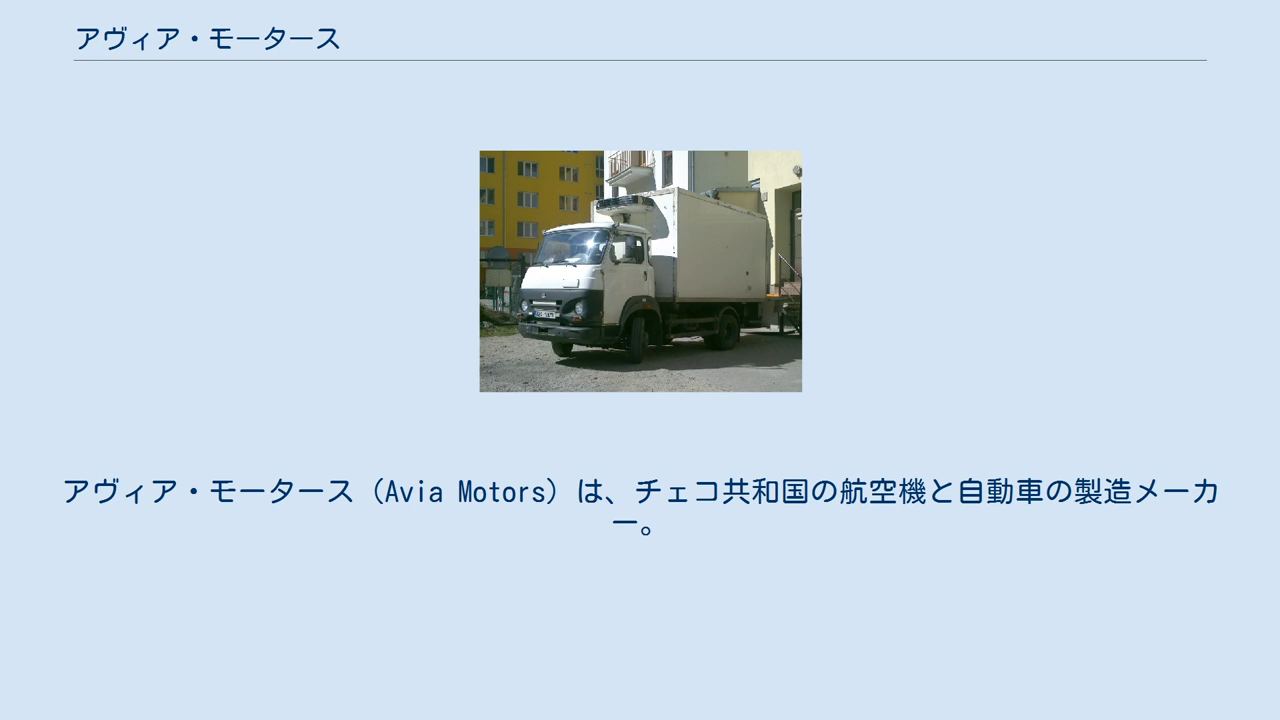 アヴィア・モータース
アヴィア・モータース（Avia Motors）は、チェコ共和国の航空機と自動車の製造メーカ
ー。